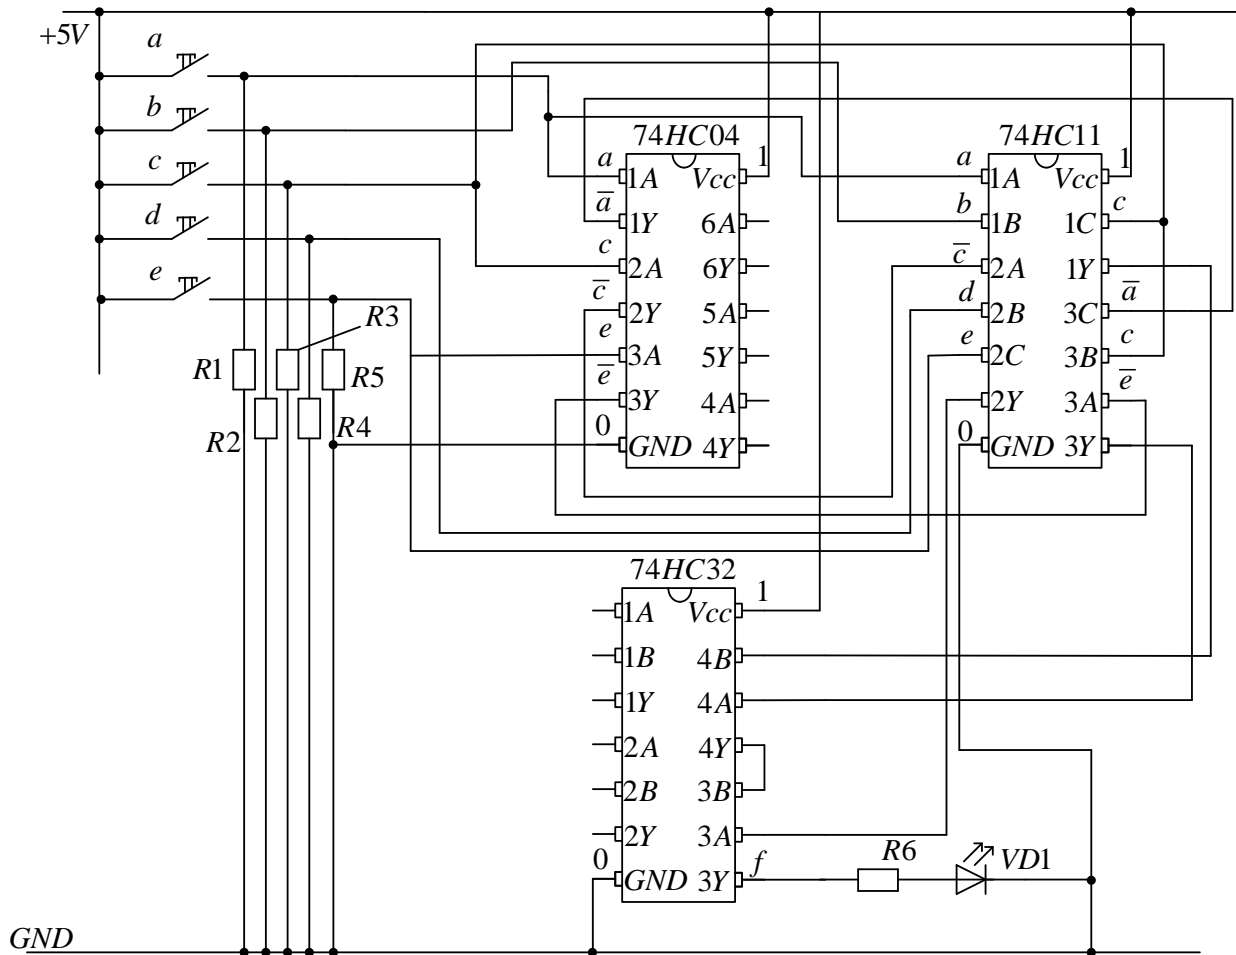 +5V
a
b
c
d
e
R1
R2
R3
R4
R5
74HC04
a 1A Vcc 1
a̅ 1Y 6A
c 2A 6Y
c̅ 2Y 5A
e 3A 5Y
e̅ 3Y 4A
0 GND 4Y
74HC11
a 1A Vcc 1
b 1B 1C c
c̅ 2A 1Y
d 2B 3C a̅
e 2C 3B c
2Y 3A e̅
0 GND 3Y
74HC32
1A Vcc 1
1B 4B
1Y 4A
2A 4Y
2B 3B
2Y 3A
0 GND 3Y f
R6
VD1
GND